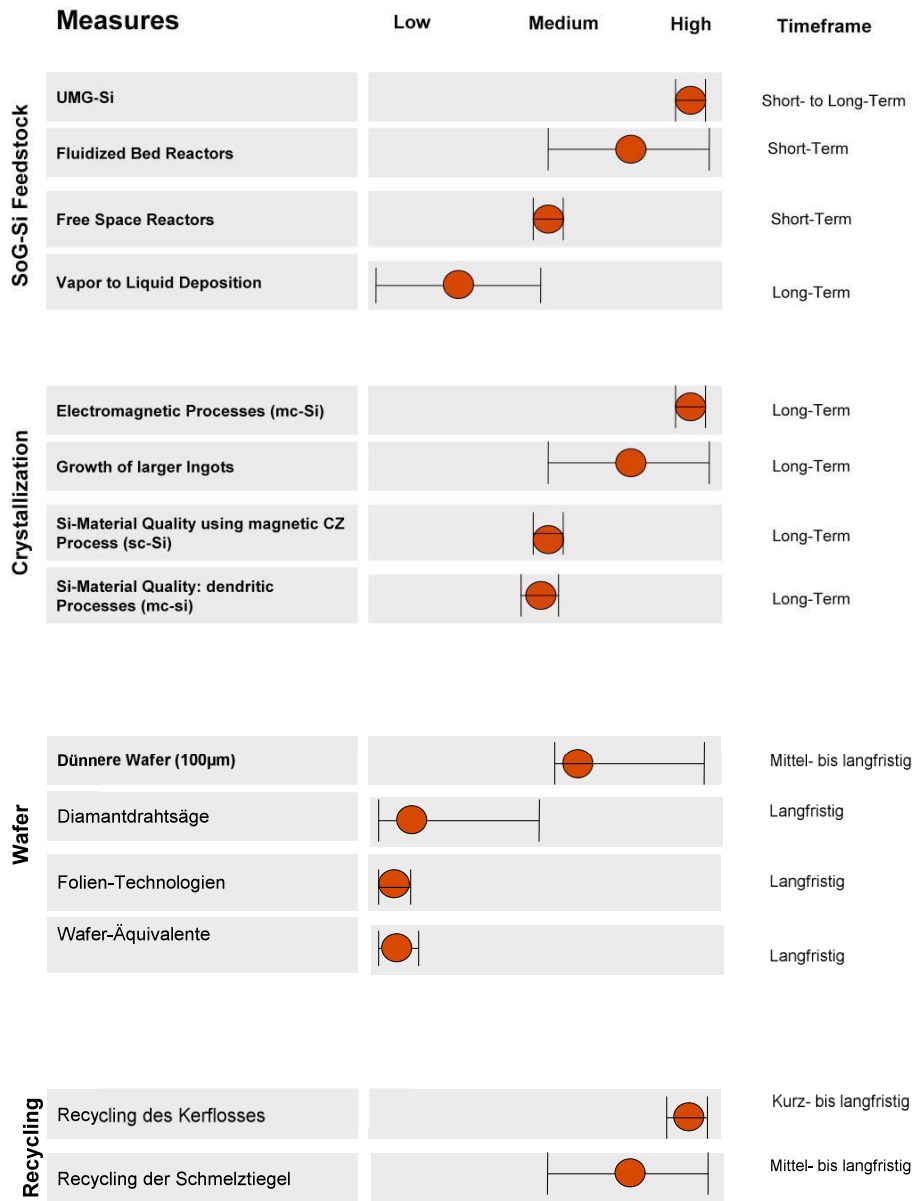 Measures Low Medium High Timeframe
SoG-Si Feedstock
UMG-Si Short- to Long-Term
Fluidized Bed Reactors Short-Term
Free Space Reactors Short-Term
Vapor to Liquid Deposition Long-Term
Crystallization
Electromagnetic Processes (mc-Si) Long-Term
Growth of larger Ingots Long-Term
Si-Material Quality using magnetic CZ
Process (sc-Si) Long-Term
Si-Material Quality: dendritic
Processes (mc-si) Long-Term
Wafer
Dünnere Wafer (100µm) Mittel- bis langfristig
Diamantdrahtsäge Langfristig
Folien-Technologien Langfristig
Wafer-Äquivalente Langfristig
Recycling
Recycling des Kerflosses Kurz- bis langfristig
Recycling der Schmelztiegel Mittel- bis langfristig